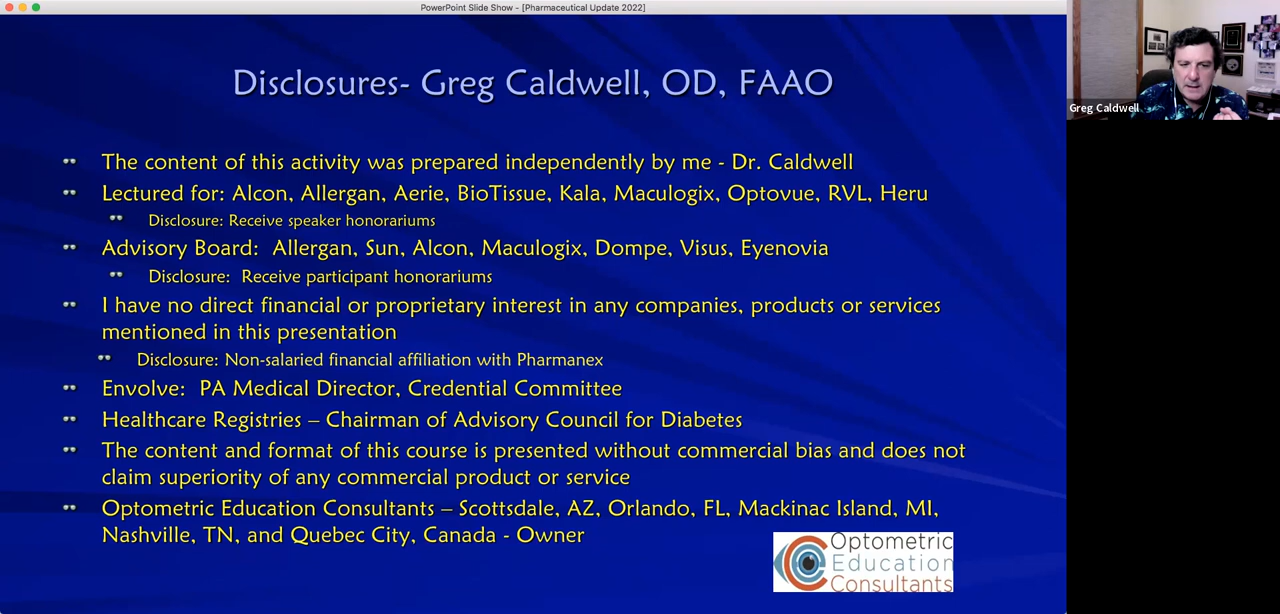 PowerPoint Slide Show - [Pharmaceutical Update 2022]
Disclosures- Greg Caldwell, OD, FAAO
The content of this activity was prepared independently by me - Dr. Caldwell
Lectured for: Alcon, Allergan, Aerie, BioTissue, Kala, Maculogix, Optovue, RVL, Heru
Disclosure: Receive speaker honorariums
Advisory Board: Allergan, Sun, Alcon, Maculogix, Dompe, Visus, Eyenovia
Disclosure: Receive participant honorariums
I have no direct financial or proprietary interest in any companies, products or services
mentioned in this presentation
Disclosure: Non-salaried financial affiliation with Pharmanex
Envolve: PA Medical Director, Credential Committee
Healthcare Registries – Chairman of Advisory Council for Diabetes
The content and format of this course is presented without commercial bias and does not
claim superiority of any commercial product or service
Optometric Education Consultants – Scottsdale, AZ, Orlando, FL, Mackinac Island, MI,
Nashville, TN, and Quebec City, Canada - Owner
Optometric
Education
Consultants
Greg Caldwell